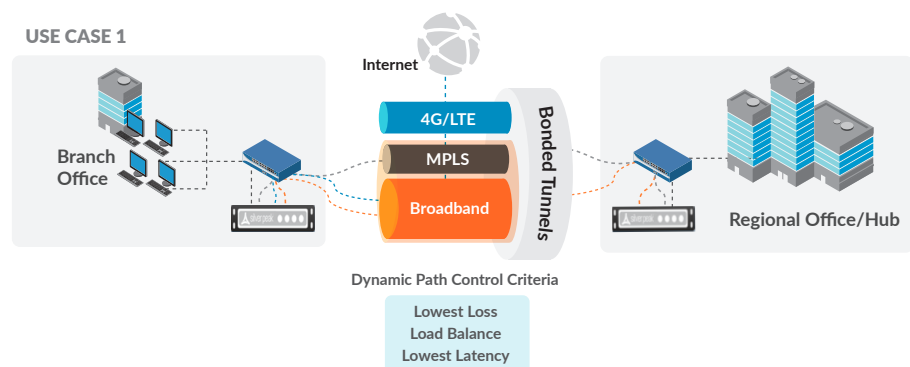 USE CASE 1
Internet
4G/LTE
MPLS
Broadband
Bonded Tunnels
Branch
Office
Regional Office/Hub
Dynamic Path Control Criteria
Lowest Loss
Load Balance
Lowest Latency